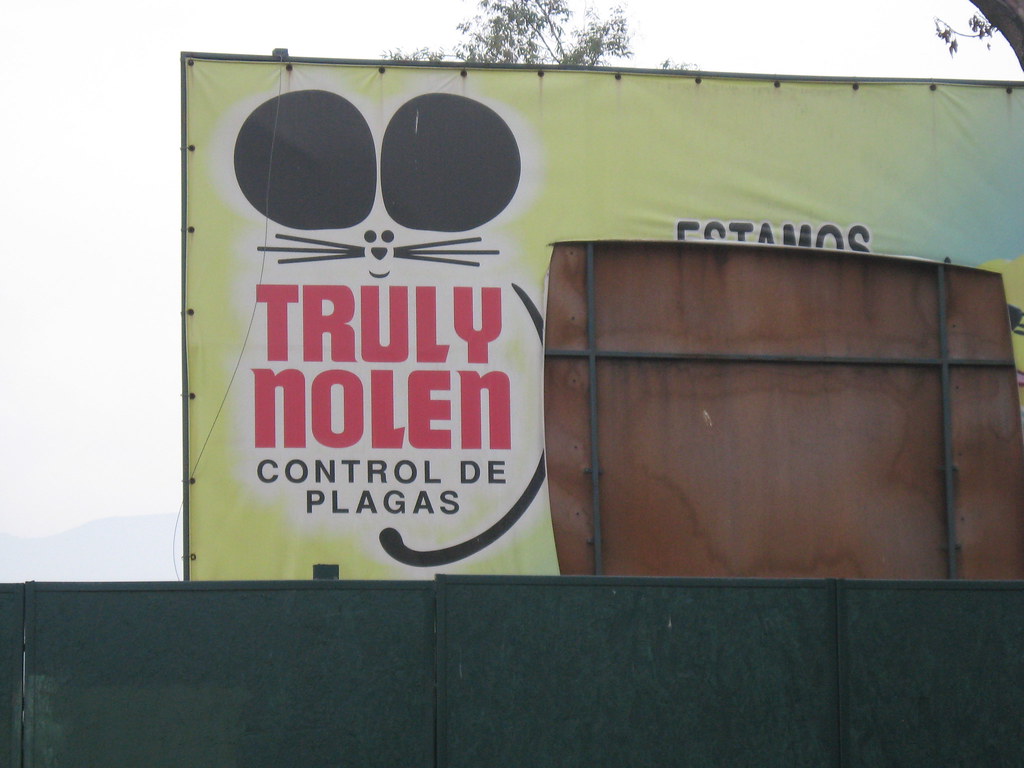 ESTAMOS
TRULY
NOLEN
CONTROL DE
PLAGAS